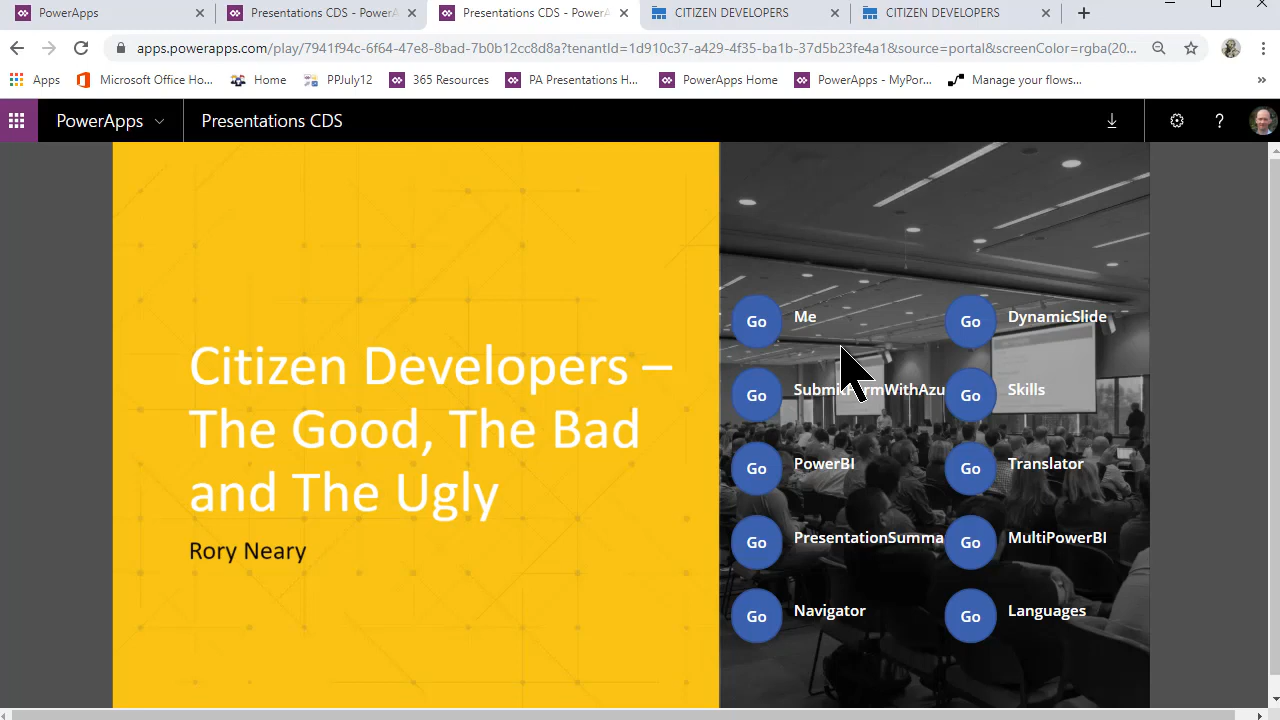 PowerApps
Presentations CDS - PowerA
Presentations CDS - PowerA
CITIZEN DEVELOPERS
CITIZEN DEVELOPERS
apps.powerapps.com/play/7941f94c-6f64-47e8-8bad-7b0b12cc8d8a?tenantId=1d910c37-a423-4f35-ba1b-37d5b23fe4a1&source=portal&screenColor=rgba(20...
Apps
Microsoft Office Ho...
Home
PPJuly12
365 Resources
PA Presentations H...
PowerApps Home
PowerApps - MyPor...
Manage your flows...
PowerApps
Presentations CDS
Citizen Developers –
The Good, The Bad
and The Ugly
Rory Neary
Go Me
Go DynamicSlide
Go
Go Skills
Go PowerBI
Go Translator
Go PresentationSumma
Go MultiPowerBI
Go Navigator
Go Languages